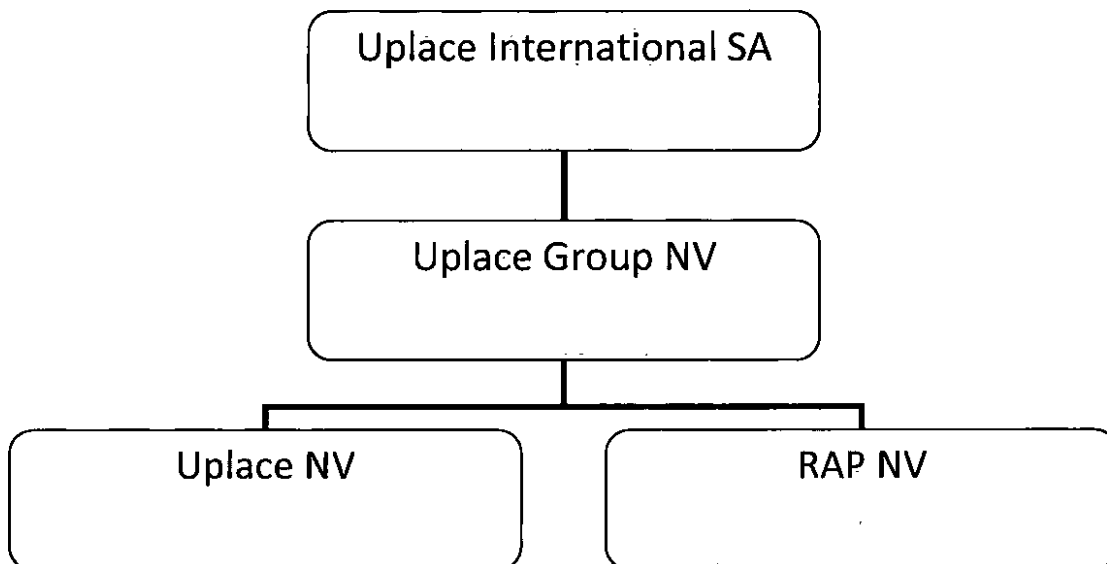 Uplace International SA
Uplace Group NV
Uplace NV
RAP NV